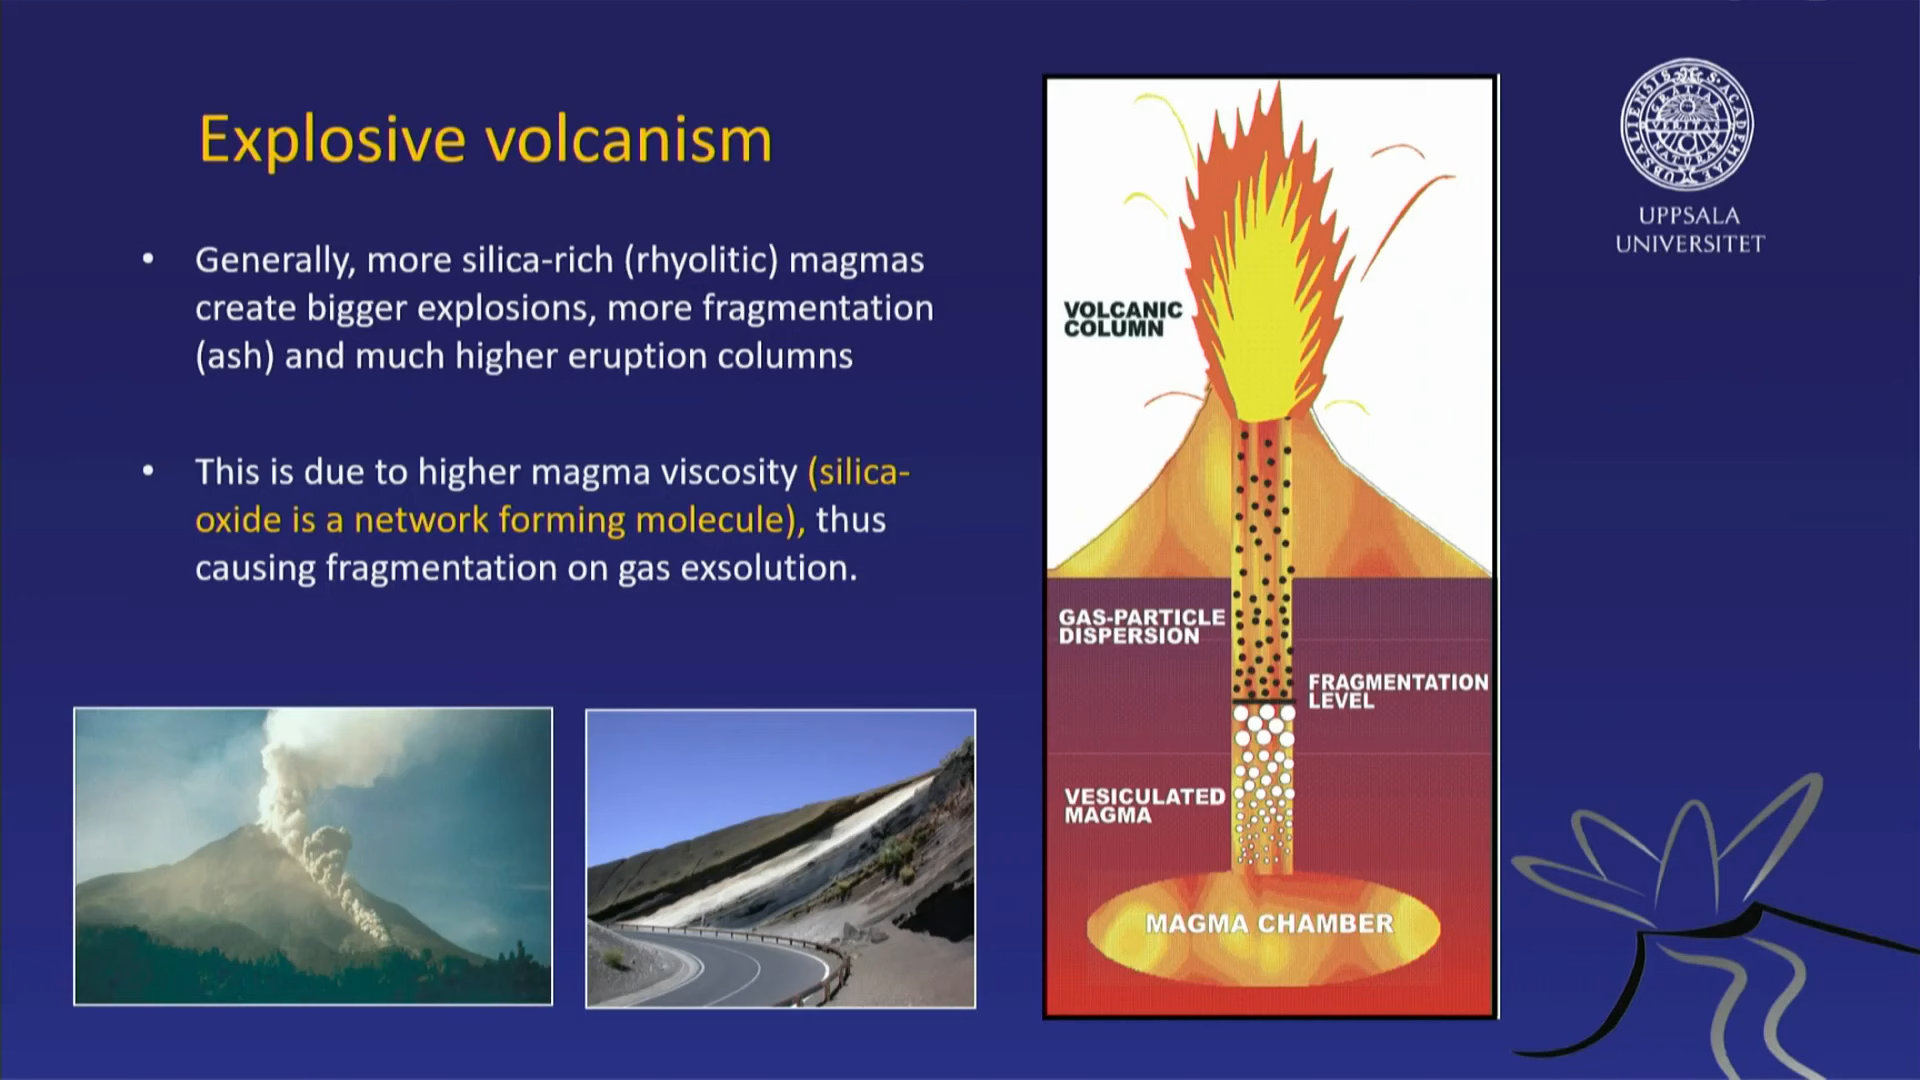 Explosive volcanism
• Generally, more silica-rich (rhyolitic) magmas
create bigger explosions, more fragmentation
(ash) and much higher eruption columns
• This is due to higher magma viscosity (silica-
oxide is a network forming molecule), thus
causing fragmentation on gas exsolution.
VOLCANIC
COLUMN
GAS-PARTICLE
DISPERSION
FRAGMENTATION
LEVEL
VESICULATED
MAGMA
MAGMA CHAMBER
UPPSALA
UNIVERSITET